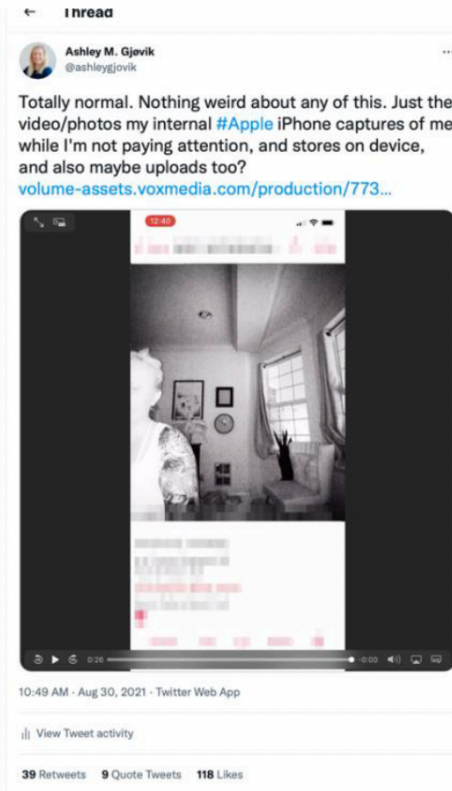 Thread
Ashley M. Gjøvik
@ashleygjovik
Totally normal. Nothing weird about any of this. Just the
video/photos my internal #Apple iPhone captures of me
while I'm not paying attention, and stores on device,
and also maybe uploads too?
volume-assets.voxmedia.com/production/773...
12:40
0:26
-0:00
10:49 AM · Aug 30, 2021 · Twitter Web App
View Tweet activity
39 Retweets 9 Quote Tweets 118 Likes